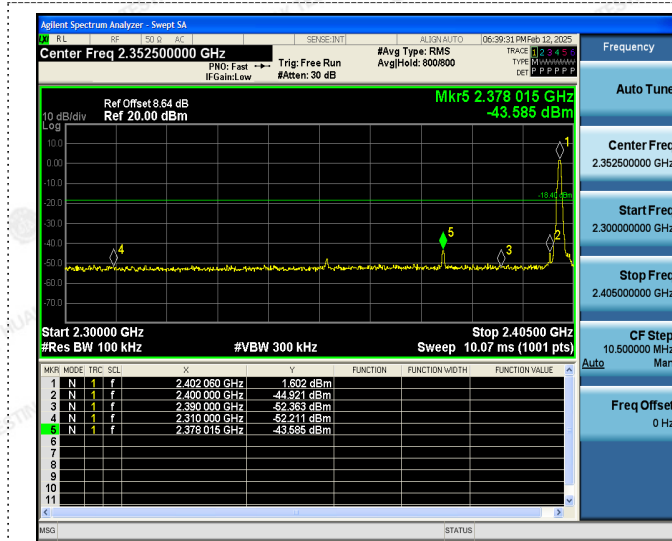 Agilent Spectrum Analyzer - Swept SA
LXI RL RF 50 Ω AC SENSE:INT ALIGN AUTO 06:39:31 PM Feb 12, 2025
Center Freq 2.352500000 GHz
PNO: Fast
IFGain:Low
Trig: Free Run
#Atten: 30 dB
#Avg Type: RMS
Avg|Hold: 800/800
TRACE 1 2 3 4 5 6
TYPE MWWWWW
DET P P P P P P
Ref Offset 8.64 dB
Ref 20.00 dBm
10 dB/div
Log
Mkr5 2.378 015 GHz
-43.585 dBm
10.0
0.00
-10.0
-20.0
-30.0
-40.0
-50.0
-60.0
-70.0
1
2
3
4
5
Start 2.30000 GHz
Stop 2.40500 GHz
#Res BW 100 kHz
#VBW 300 kHz
Sweep 10.07 ms (1001 pts)
MKR MODE TRC SCL X Y FUNCTION FUNCTION WIDTH FUNCTION VALUE
1 N 1 f 2.402 060 GHz 1.602 dBm
2 N 1 f 2.400 000 GHz -44.921 dBm
3 N 1 f 2.390 000 GHz -52.363 dBm
4 N 1 f 2.310 000 GHz -52.211 dBm
5 N 1 f 2.378 015 GHz -43.585 dBm
6
7
8
9
10
11
MSG
STATUS
Frequency
Auto Tune
Center Freq
2.352500000 GHz
Start Freq
2.300000000 GHz
Stop Freq
2.405000000 GHz
CF Step
10.500000 MHz
Auto Man
Freq Offset
0 Hz